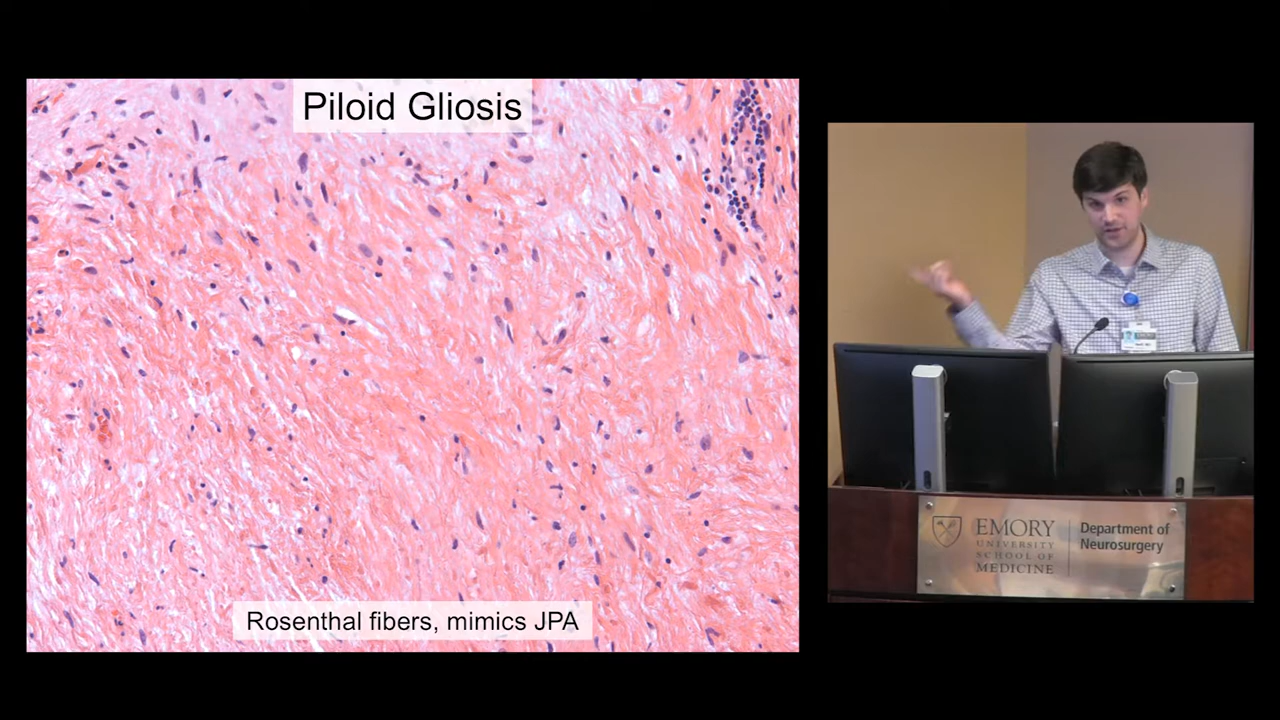 Piloid Gliosis
Rosenthal fibers, mimics JPA
EMORY
UNIVERSITY
SCHOOL OF
MEDICINE
Department of
Neurosurgery